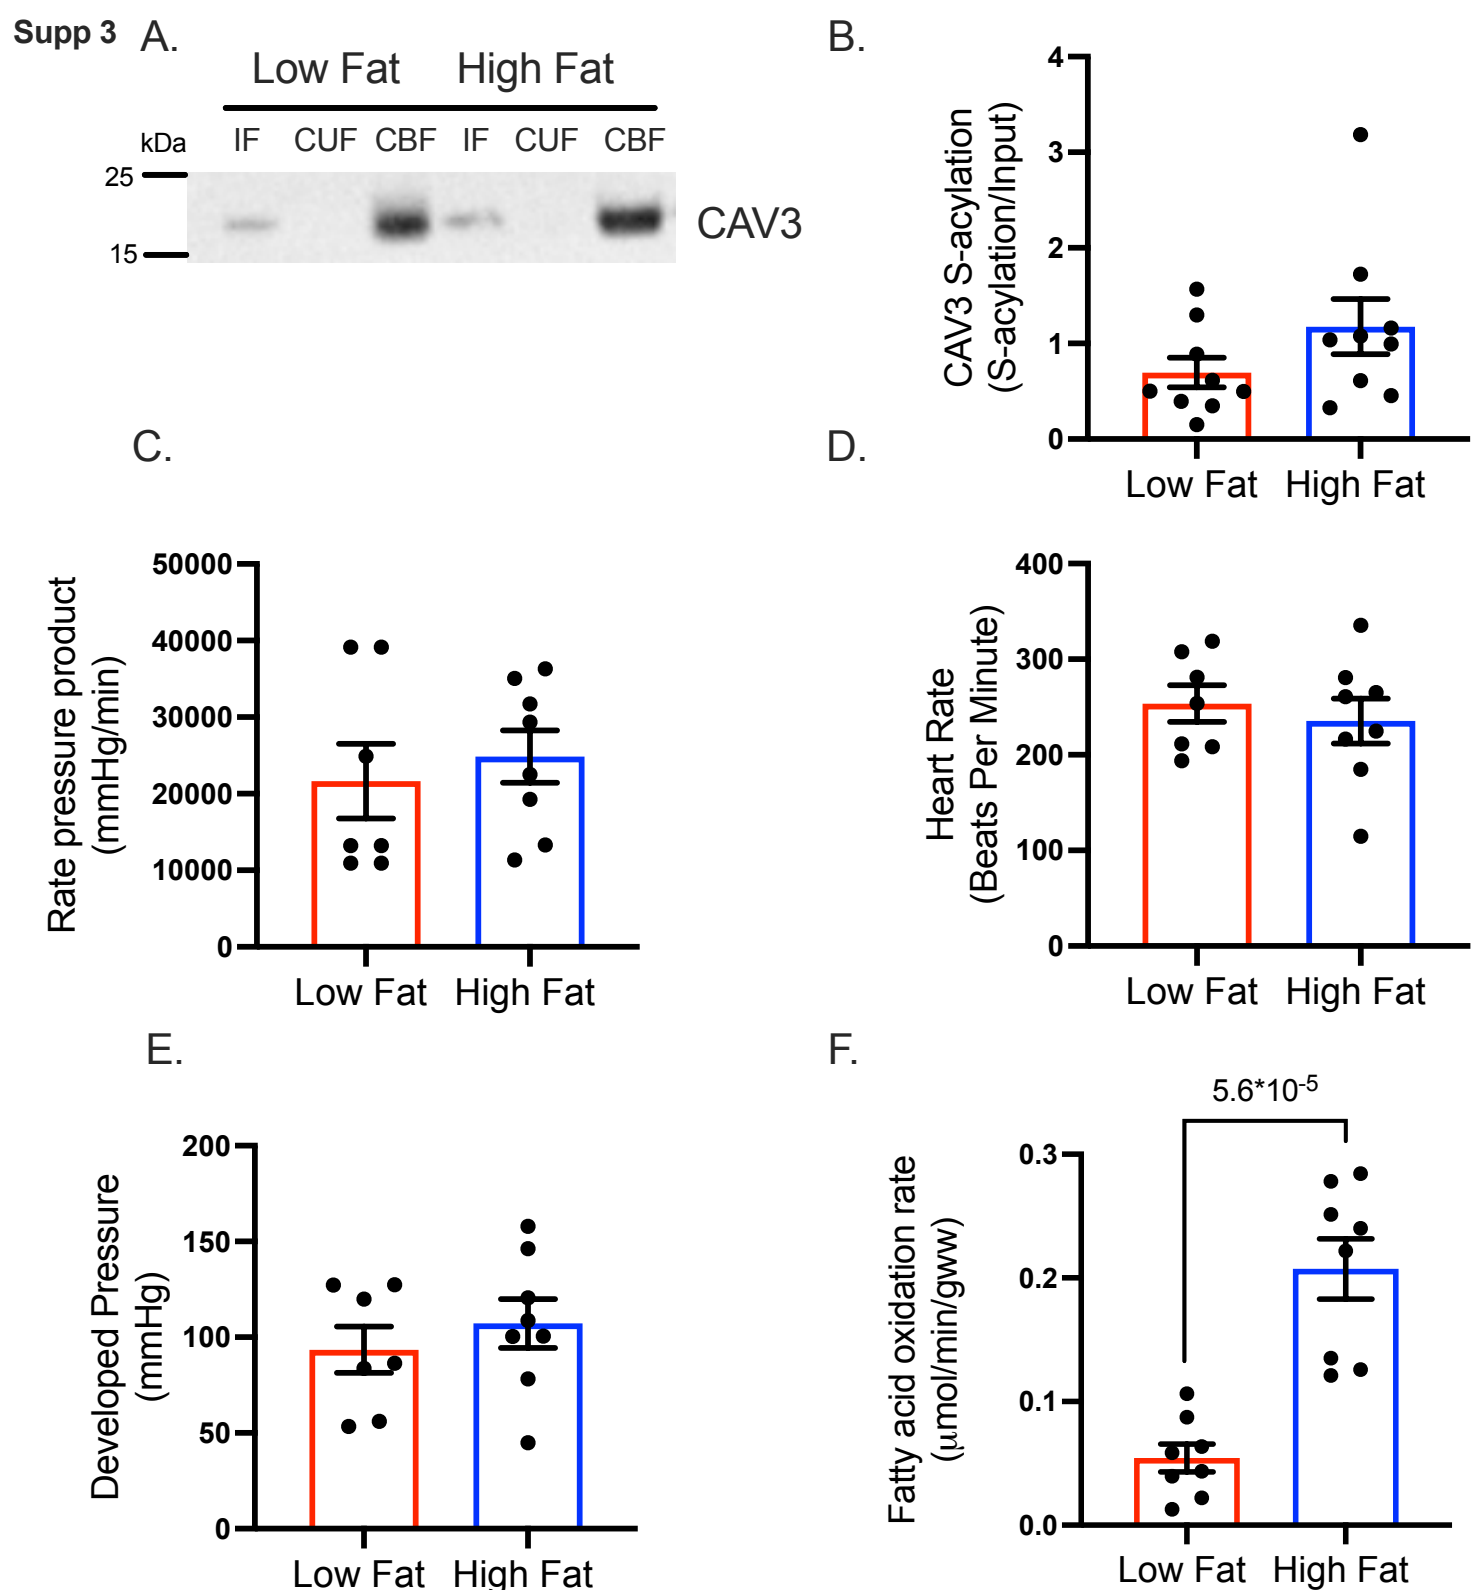 Supp 3
A.
Low Fat High Fat
kDa IF CUF CBF IF CUF CBF
25
15
CAV3
B.
CAV3 S-acylation
(S-acylation/Input)
4
3
2
1
0
Low Fat High Fat
C.
Rate pressure product
(mmHg/min)
50000
40000
30000
20000
10000
0
Low Fat High Fat
D.
Heart Rate
(Beats Per Minute)
400
300
200
100
0
Low Fat High Fat
E.
Developed Pressure
(mmHg)
200
150
100
50
0
Low Fat High Fat
F.
5.6*10-5
Fatty acid oxidation rate
(μmol/min/gww)
0.3
0.2
0.1
0.0
Low Fat High Fat